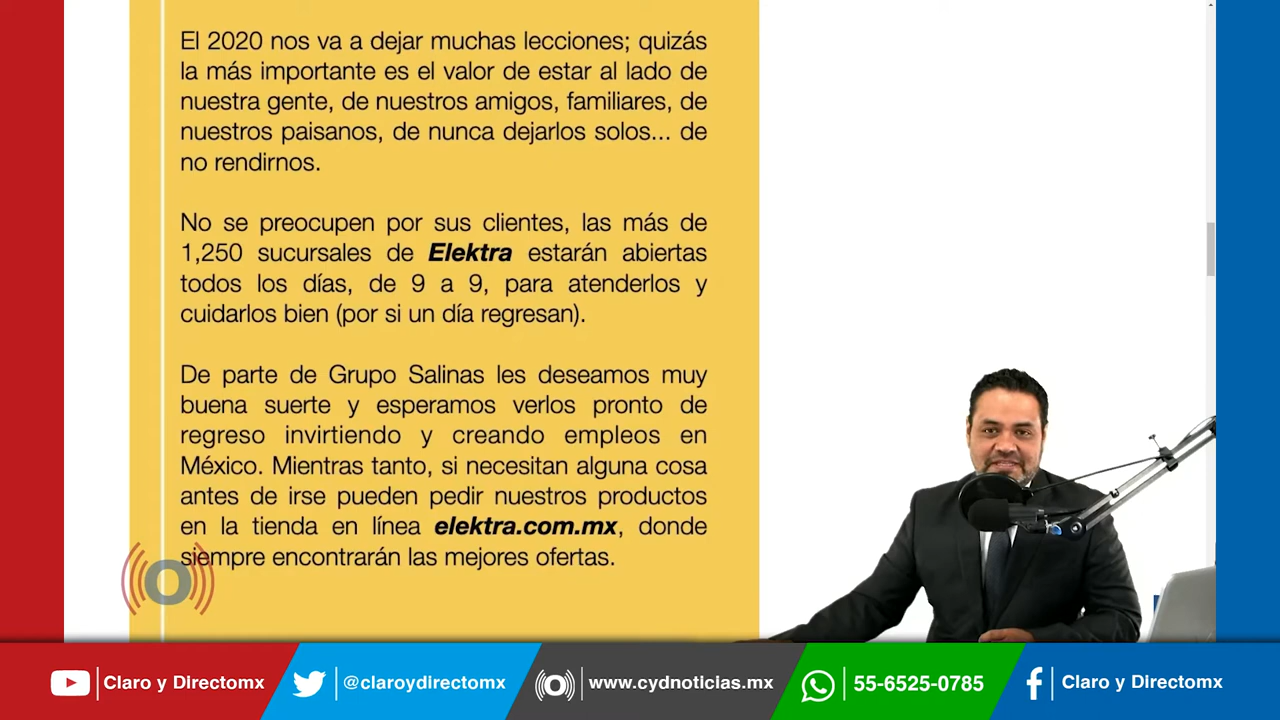 El 2020 nos va a dejar muchas lecciones; quizás
la más importante es el valor de estar al lado de
nuestra gente, de nuestros amigos, familiares, de
nuestros paisanos, de nunca dejarlos solos... de
no rendirnos.
No se preocupen por sus clientes, las más de
1,250 sucursales de Elektra estarán abiertas
todos los días, de 9 a 9, para atenderlos y
cuidarlos bien (por si un día regresan).
De parte de Grupo Salinas les deseamos muy
buena suerte y esperamos verlos pronto de
regreso invirtiendo y creando empleos en
México. Mientras tanto, si necesitan alguna cosa
antes de irse pueden pedir nuestros productos
en la tienda en línea elektra.com.mx, donde
siempre encontrarán las mejores ofertas.
Claro y Directomx
@claroydirectomx
www.cydnoticias.mx
55-6525-0785
Claro y Directomx